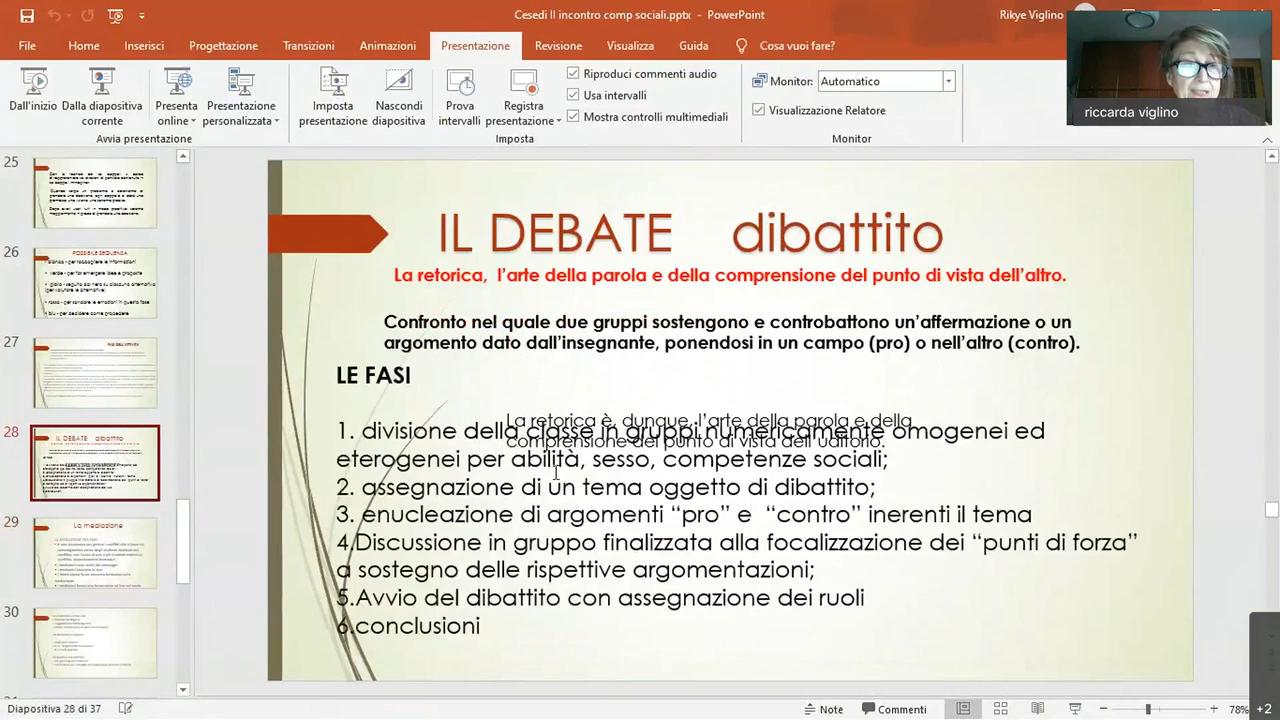 Cesedi II incontro comp sociali.pptx - PowerPoint
Rikye Viglino
File Home Inserisci Progettazione Transizioni Animazioni Presentazione Revisione Visualizza Guida Cosa vuoi fare?
Dall'inizio
Dalla diapositiva corrente
Presenta online
Presentazione personalizzata
Avvia presentazione
Imposta presentazione
Nascondi diapositiva
Prova intervalli
Registra presentazione
Riproduci commenti audio
Usa intervalli
Mostra controlli multimediali
Imposta
Monitor: Automatico
Visualizzazione Relatore
Monitor
riccarda viglino
25
26
POSSIBILE SEQUENZA
27
28
IL DEBATE dibattito
29
La mediazione
30
IL DEBATE dibattito
La retorica, l'arte della parola e della comprensione del punto di vista dell'altro.
Confronto nel quale due gruppi sostengono e controbattono un'affermazione o un
argomento dato dall'insegnante, ponendosi in un campo (pro) o nell'altro (contro).
LE FASI
La retorica è, dunque, l'arte della parola e della
comprensione del punto di vista dell'uditorio.
1. divisione della classe in gruppi numericamente omogenei ed
eterogenei per abilità, sesso, competenze sociali;
2. assegnazione di un tema oggetto di dibattito;
3. enucleazione di argomenti “pro” e “contro” inerenti il tema
4.Discussione in gruppo finalizzata alla focalizzazione dei “punti di forza”
a sostegno delle rispettive argomentazioni;
5.Avvio del dibattito con assegnazione dei ruoli
6.conclusioni
Diapositiva 28 di 37
Note
Commenti
78%
+2